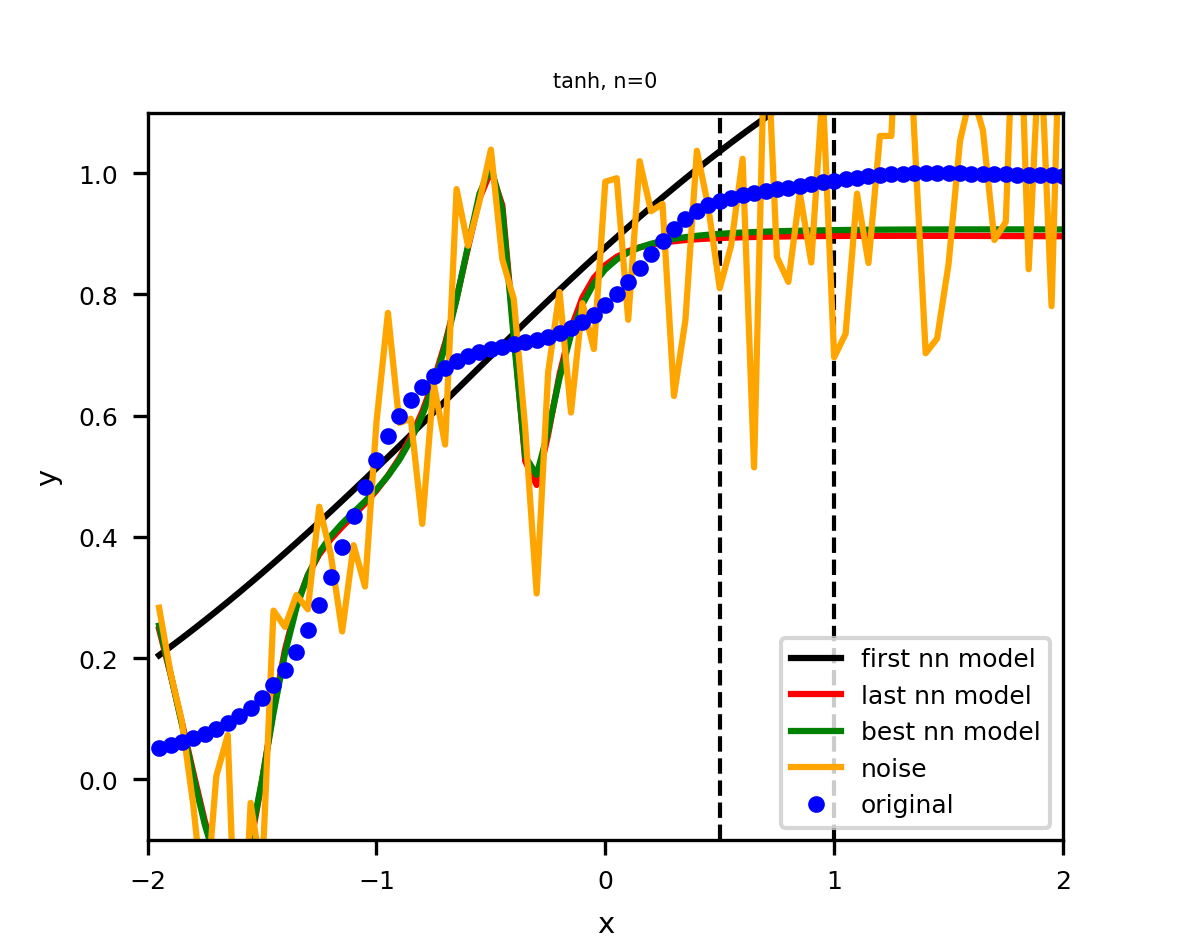 tanh, n=0
1.0
0.8
0.6
0.4
0.2
0.0
y
−2
−1
0
1
2
x
first nn model
last nn model
best nn model
noise
original